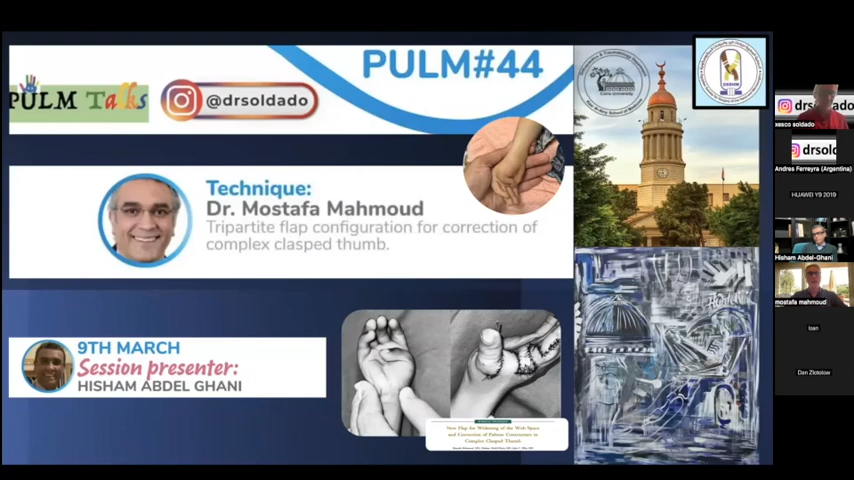 PULM#44
PULM Talks
@drsoldado
Technique:
Dr. Mostafa Mahmoud
Tripartite flap configuration for correction of
complex clasped thumb.
9TH MARCH
Session presenter:
HISHAM ABDEL GHANI
New Flap for Widening of the Web Space
and Correction of Palmar Contracture in
Complex Clasped Thumb
Cairo University
drsoldado
asco soldado
drsold
Andres Ferreyra (Argentina)
HUAWEI Y9 2019
Hisham Abdel-Ghani
mostafa mahmoud
Dan Zlotolow